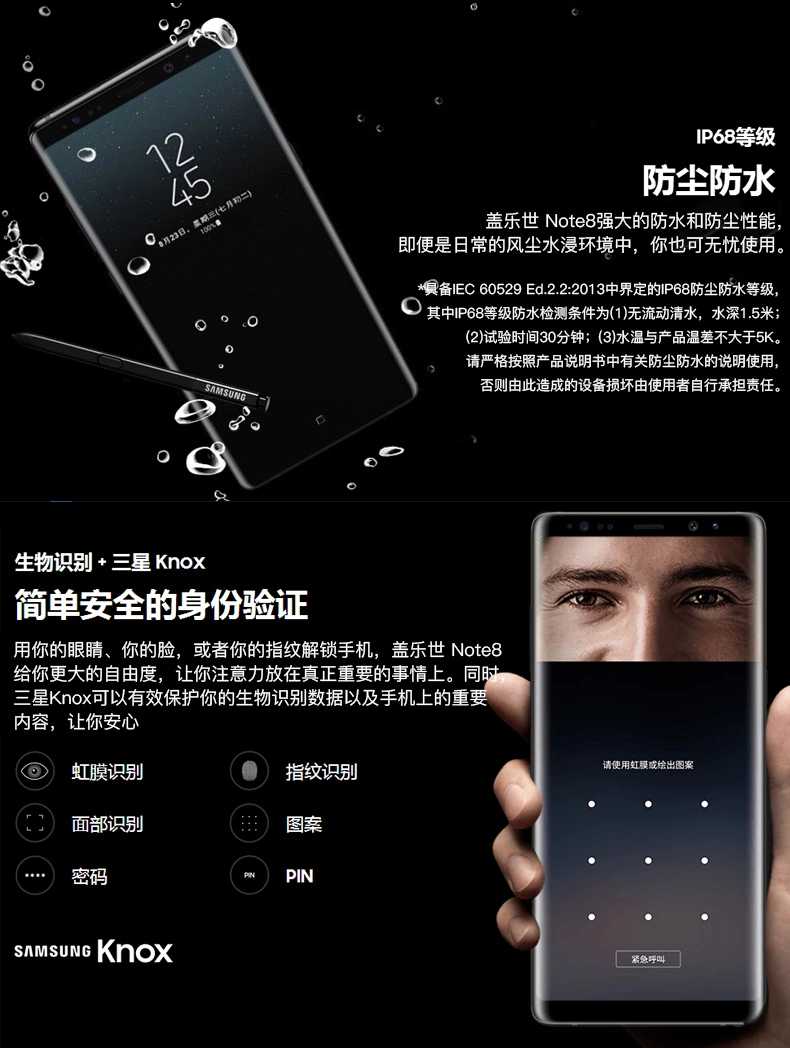 IP68等级
防尘防水
盖乐世 Note8强大的防水和防尘性能，
即便是日常的风尘水浸环境中，你也可无忧使用。
*具备IEC 60529 Ed.2.2:2013中界定的IP68防尘防水等级，
其中IP68等级防水检测条件为(1)无流动清水，水深1.5米；
(2)试验时间30分钟；(3)水温与产品温差不大于5K。
请严格按照产品说明书中有关防尘防水的说明使用，
否则由此造成的设备损坏由使用者自行承担责任。
12
45
8月23日，星期三(七月初二)
100%
SAMSUNG
生物识别 + 三星 Knox
简单安全的身份验证
用你的眼睛、你的脸，或者你的指纹解锁手机，盖乐世 Note8
给你更大的自由度，让你注意力放在真正重要的事情上。同时，
三星Knox可以有效保护你的生物识别数据以及手机上的重要
内容，让你安心
虹膜识别
指纹识别
面部识别
图案
密码
PIN PIN
SAMSUNG Knox
请使用虹膜或绘出图案
紧急呼叫